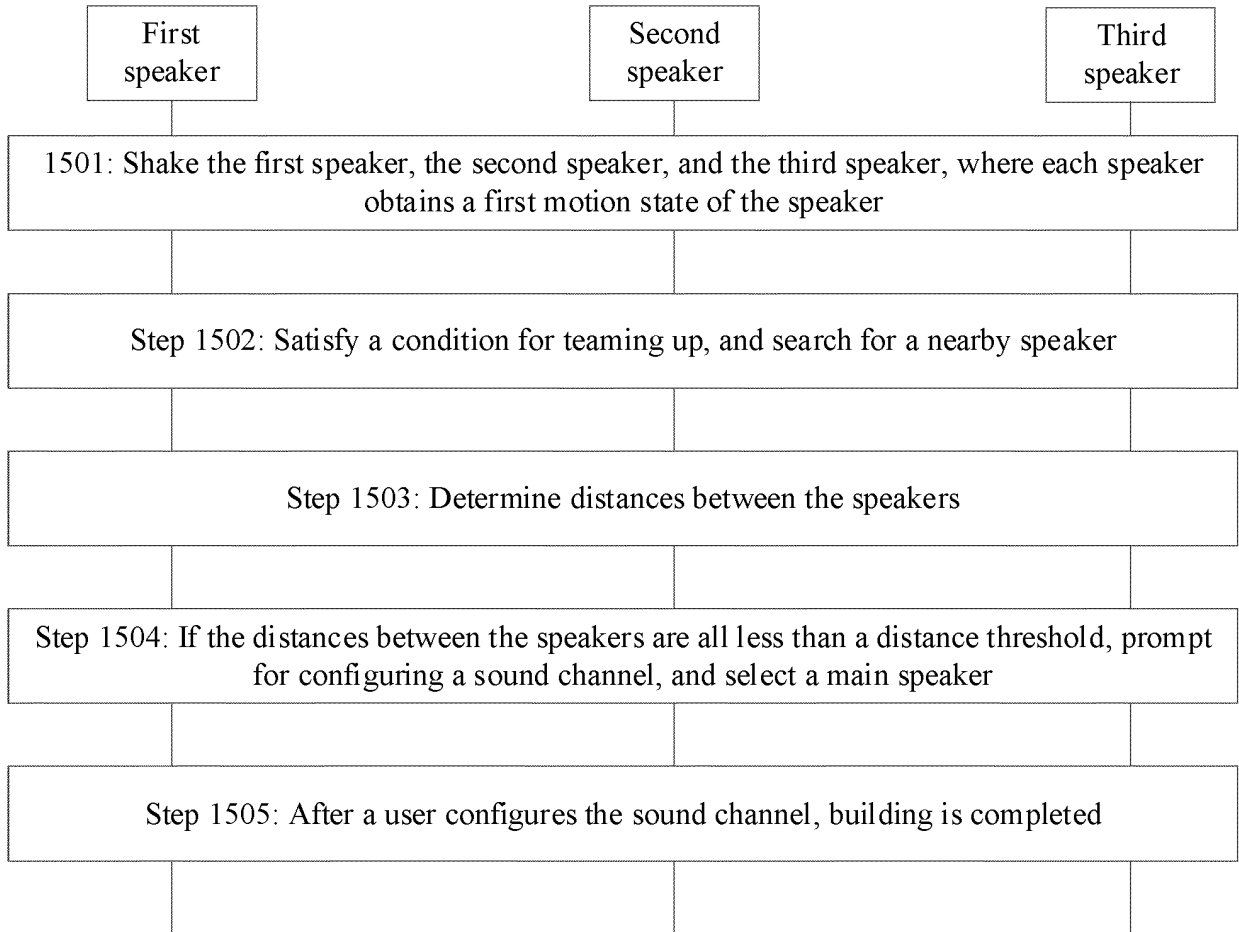 First
speaker
Second
speaker
Third
speaker
1501: Shake the first speaker, the second speaker, and the third speaker, where each speaker
obtains a first motion state of the speaker
Step 1502: Satisfy a condition for teaming up, and search for a nearby speaker
Step 1503: Determine distances between the speakers
Step 1504: If the distances between the speakers are all less than a distance threshold, prompt
for configuring a sound channel, and select a main speaker
Step 1505: After a user configures the sound channel, building is completed